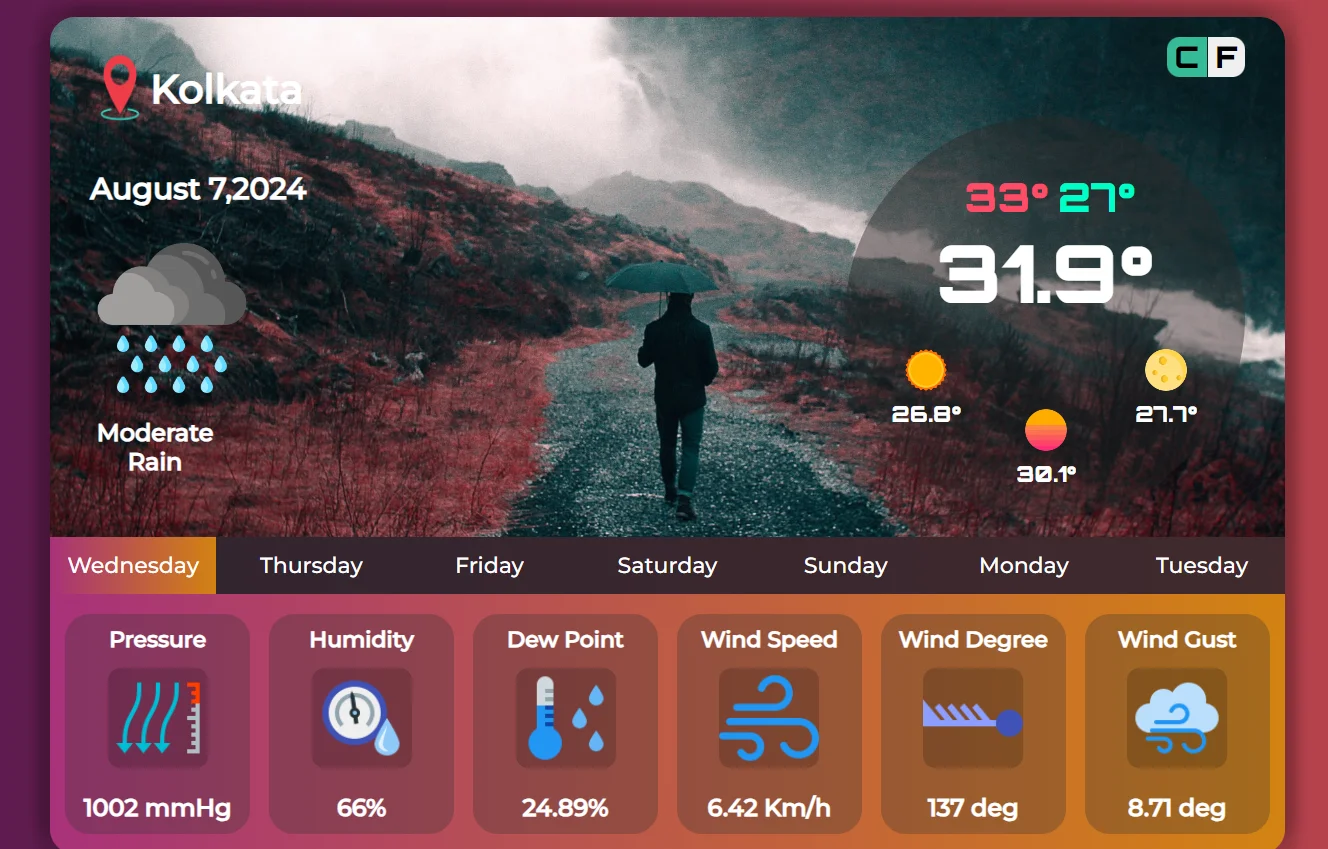 Kolkata
C F
August 7,2024
33° 27°
31.9°
Moderate
Rain
26.8°
30.1°
27.7°
Wednesday Thursday Friday Saturday Sunday Monday Tuesday
Pressure Humidity Dew Point Wind Speed Wind Degree Wind Gust
1002 mmHg 66% 24.89% 6.42 Km/h 137 deg 8.71 deg